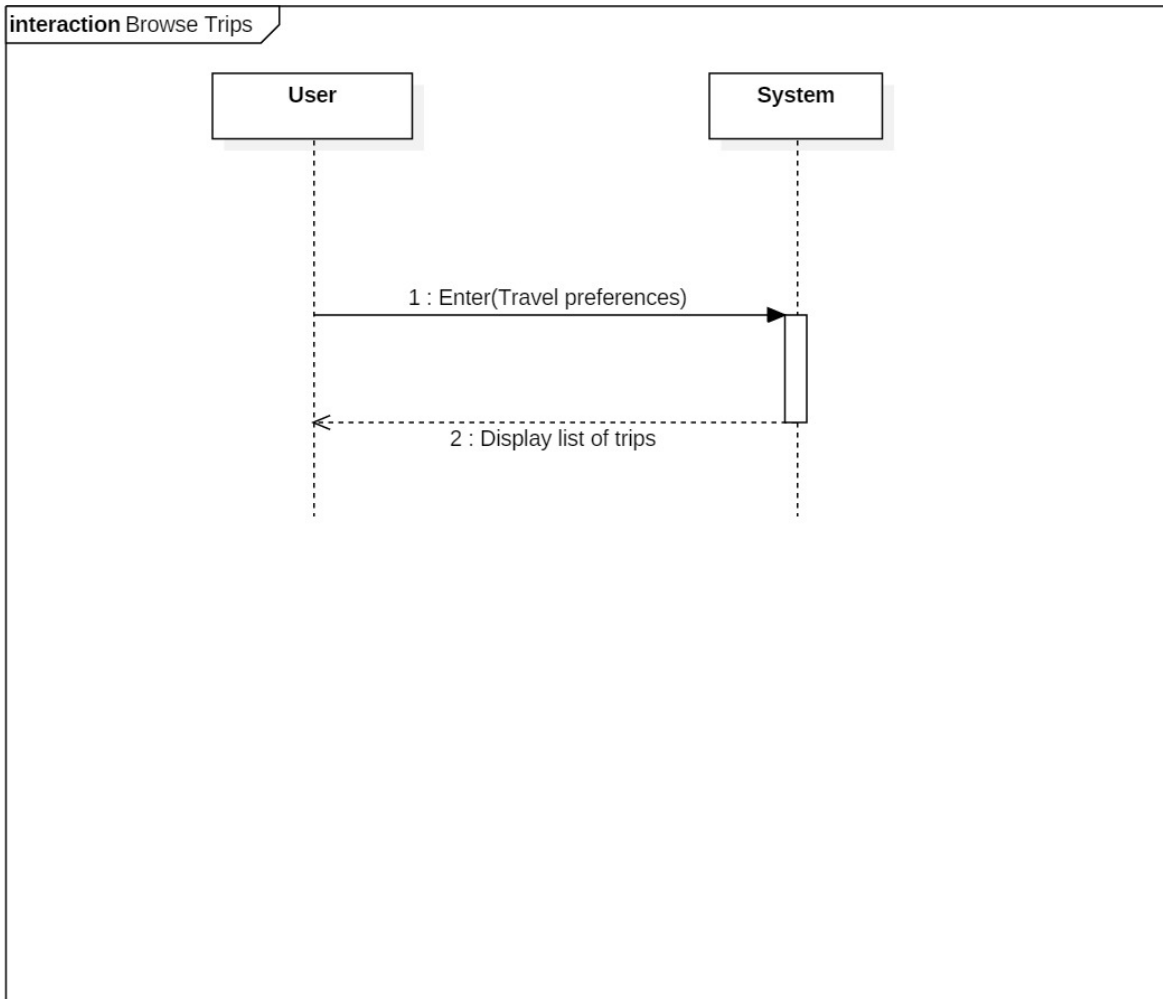 interaction Browse Trips
User
System
1 : Enter(Travel preferences)
2 : Display list of trips